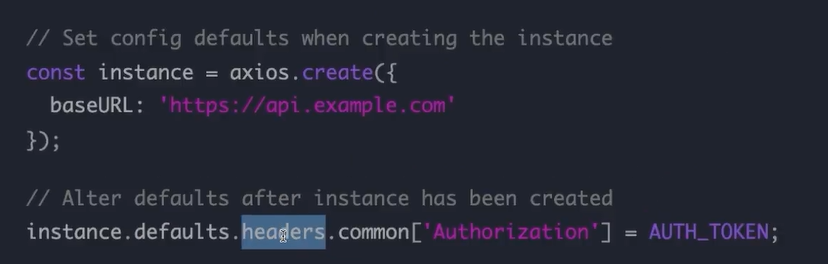 // Set config defaults when creating the instance
const instance = axios.create({
  baseURL: 'https://api.example.com'
});
// Alter defaults after instance has been created
instance.defaults.headers.common['Authorization'] = AUTH_TOKEN;